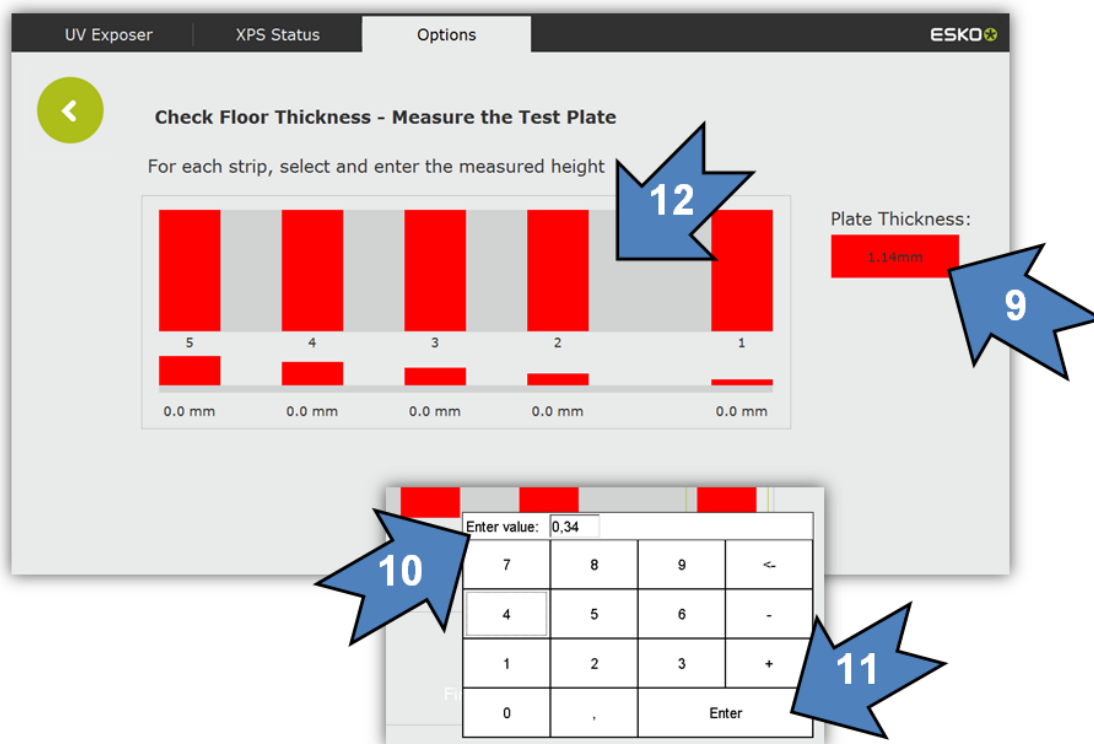 UV Exposer XPS Status Options ESKO
Check Floor Thickness - Measure the Test Plate
For each strip, select and enter the measured height
12
Plate Thickness:
1.14mm
9
5 4 3 2 1
0.0 mm 0.0 mm 0.0 mm 0.0 mm 0.0 mm
Enter value: 0,34
10
7 8 9 <-
4 5 6 -
1 2 3 +
11
Fi
0 , Enter